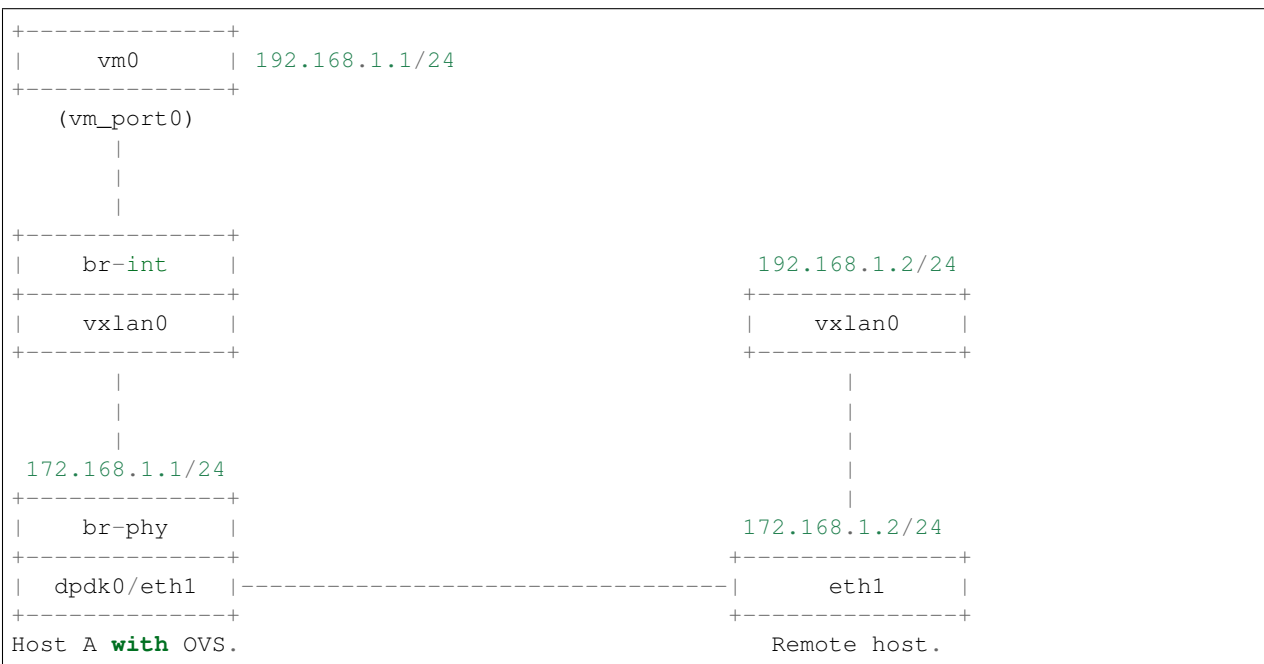 +--------------+
|     vm0      | 192.168.1.1/24
+--------------+
   (vm_port0)
       |
       |
       |
+--------------+
|    br-int    |                                    192.168.1.2/24
+--------------+                                   +--------------+
|    vxlan0    |                                   |    vxlan0    |
+--------------+                                   +--------------+
       |                                                  |
       |                                                  |
       |                                                  |
 172.168.1.1/24                                           |
+--------------+                                          |
|    br-phy    |                                   172.168.1.2/24
+--------------+                                  +---------------+
|  dpdk0/eth1  |----------------------------------|      eth1     |
+--------------+                                  +---------------+
Host A with OVS.                                     Remote host.